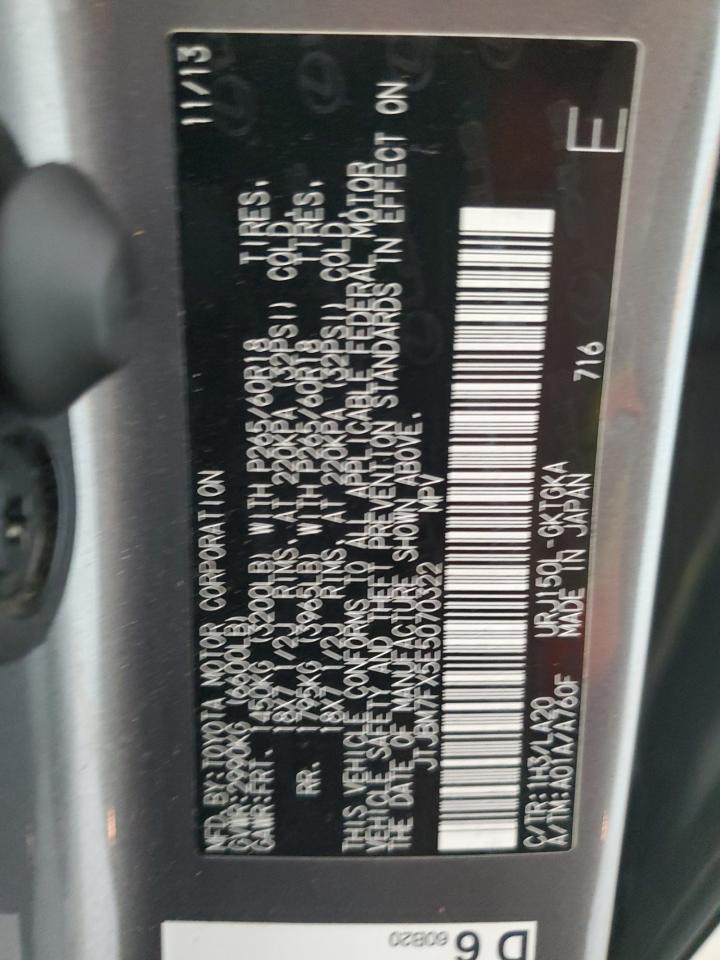 MFD.BY:TOYOTA MOTOR CORPORATION 11/13
GVWR:2990KG (6600LB)
GAWR:FRT. 1450KG (3200LB) WITH P265/60R18 TIRES,
18X7 1/2J RIMS, AT 220KPA (32PSI) COLD,
RR. 1795KG (3965LB) WITH P265/60R18 TIRES,
18X7 1/2J RIMS AT 220KPA (32PSI) COLD,
THIS VEHICLE CONFORMS TO ALL APPLICABLE FEDERAL MOTOR
VEHICLE SAFETY AND THEFT PREVENTION STANDARDS IN EFFECT ON
THE DATE OF MANUFACTURE SHOWN ABOVE.
JTJBM7FX5E5070322 MPV
C/TR:1H3/LA20 URJ150L-GKTGKA 716
A/TM:A01A/A760F MADE IN JAPAN
E
D 6
60B20